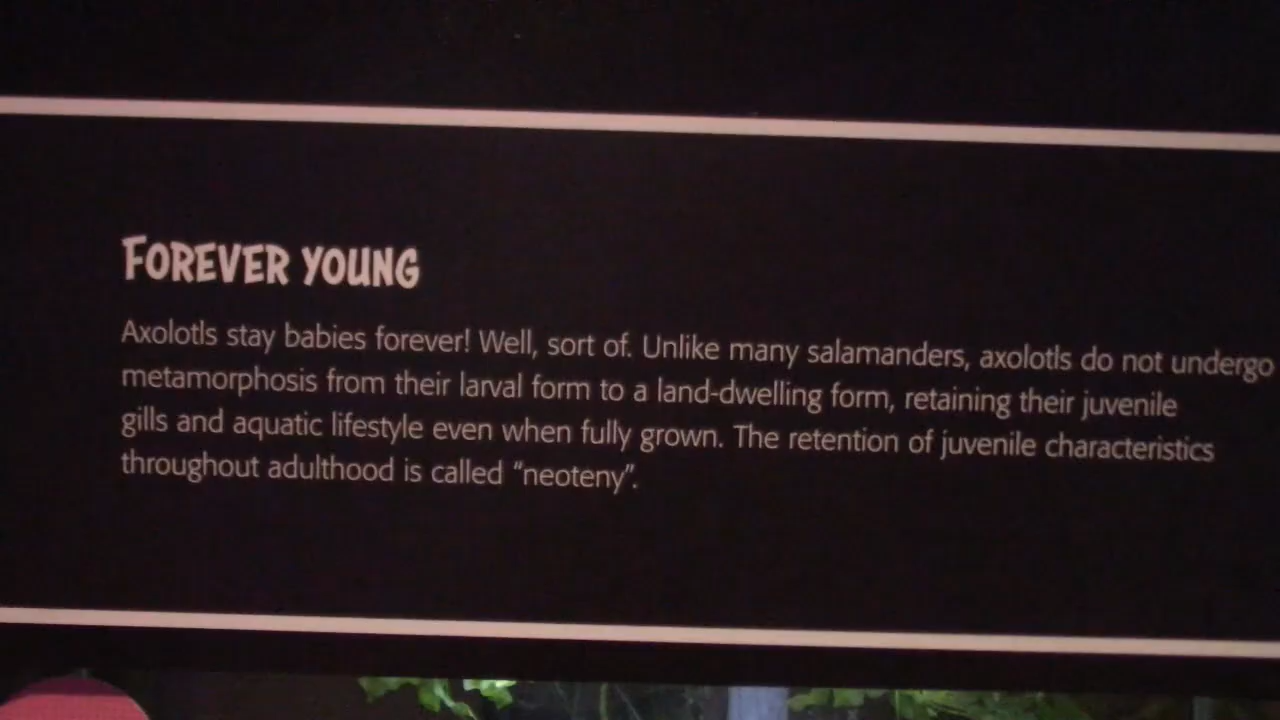 FOREVER YOUNG
Axolotls stay babies forever! Well, sort of. Unlike many salamanders, axolotls do not undergo
metamorphosis from their larval form to a land-dwelling form, retaining their juvenile
gills and aquatic lifestyle even when fully grown. The retention of juvenile characteristics
throughout adulthood is called “neoteny”.